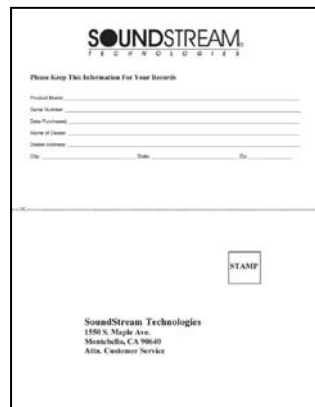 SOUNDSTREAM®
TECHNOLOGIES
Please Keep This Information For Your Records
Product Model:
Serial Number:
Date Purchased:
Name of Dealer:
Dealer Address:
City: State: Zip:
STAMP
SoundStream Technologies
1550 S. Maple Ave.
Montebello, CA 90640
Attn. Customer Service